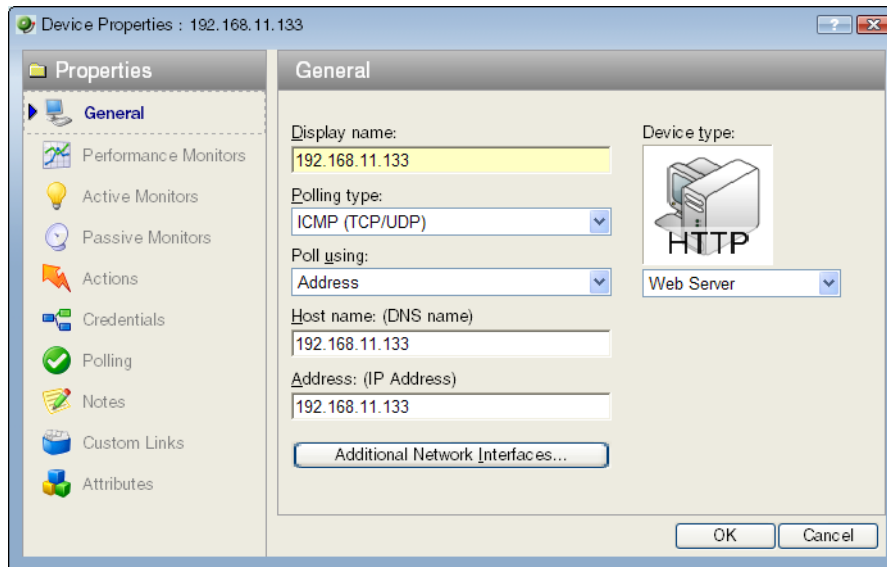 Device Properties : 192.168.11.133
?
Properties
General
Performance Monitors
Active Monitors
Passive Monitors
Actions
Credentials
Polling
Notes
Custom Links
Attributes
General
Display name:
192.168.11.133
Polling type:
ICMP (TCP/UDP)
Poll using:
Address
Host name: (DNS name)
192.168.11.133
Address: (IP Address)
192.168.11.133
Additional Network Interfaces...
Device type:
HTTP
Web Server
OK
Cancel